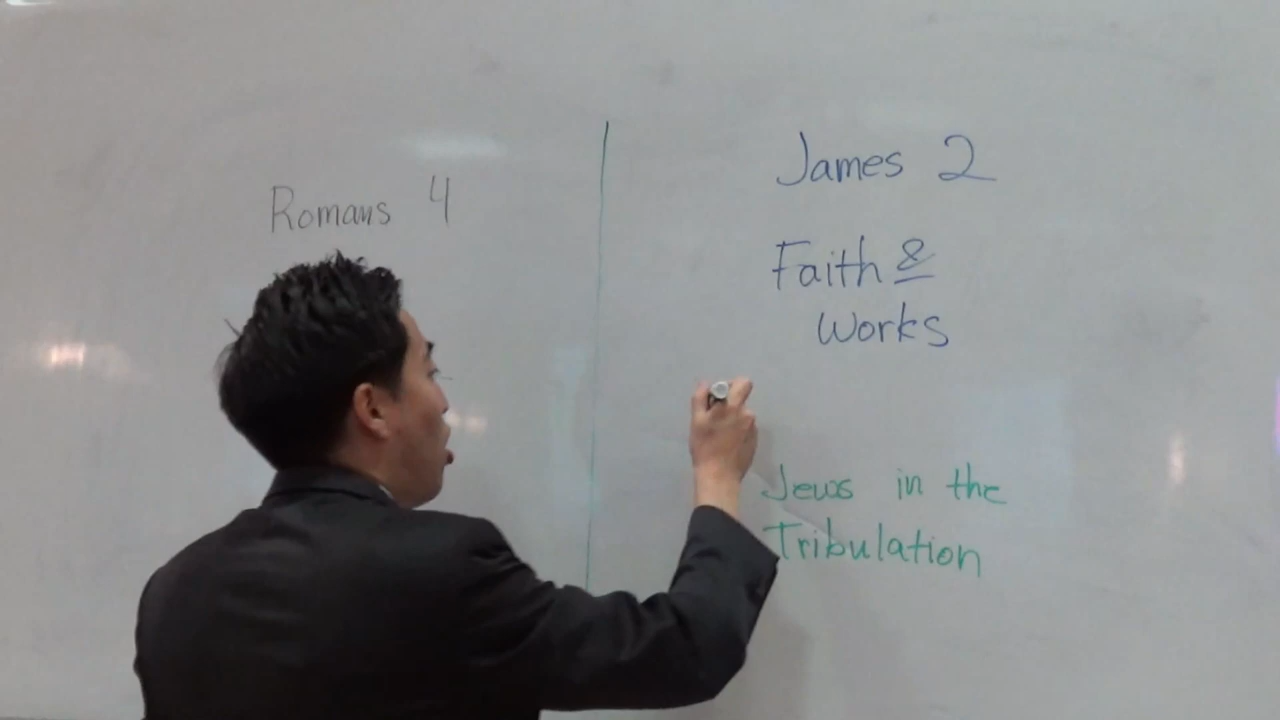 Romans 4
James 2
Faith &
Works
Jews in the
Tribulation